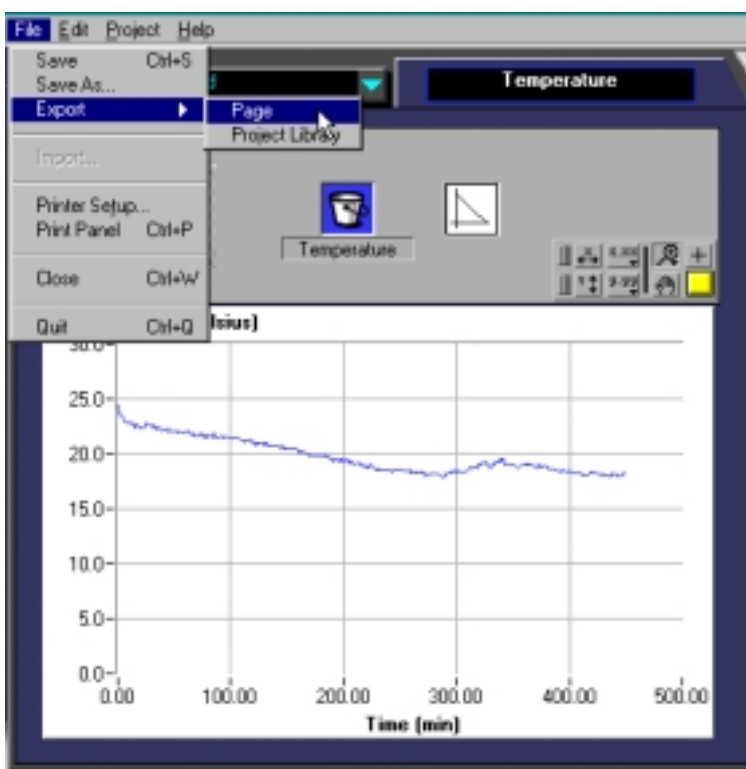 File Edit Project Help
Save Ctrl+S
Save As...
Export
Page
Project Library
Import...
Printer Setup...
Print Panel Ctrl+P
Close Ctrl+W
Quit Ctrl+Q
Temperature
Temperature
lsius)
30.0
25.0
20.0
15.0
10.0
5.0
0.0
0.00 100.00 200.00 300.00 400.00 500.00
Time (min)